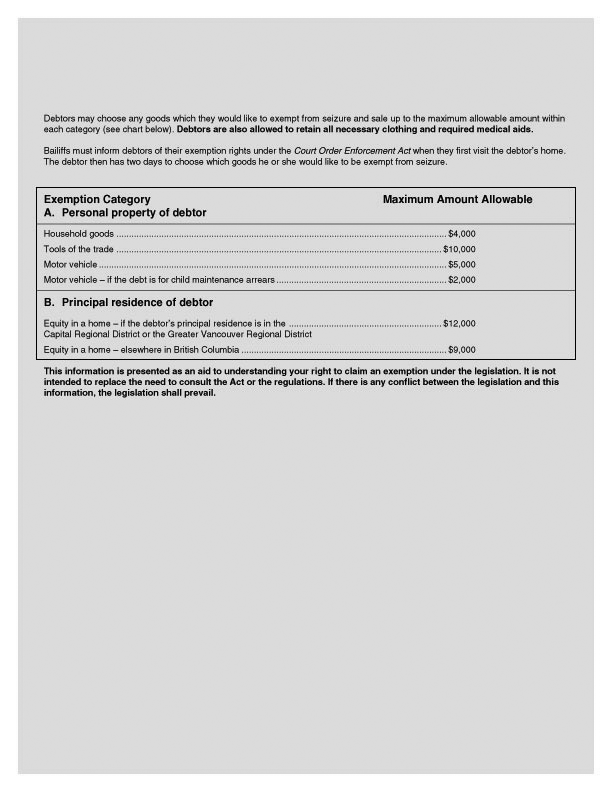 Debtors may choose any goods which they would like to exempt from seizure and sale up to the maximum allowable amount within
each category (see chart below). Debtors are also allowed to retain all necessary clothing and required medical aids.
Bailiffs must inform debtors of their exemption rights under the Court Order Enforcement Act when they first visit the debtor's home.
The debtor then has two days to choose which goods he or she would like to be exempt from seizure.
Exemption Category Maximum Amount Allowable
A. Personal property of debtor
Household goods ........ $4,000
Tools of the trade ........ $10,000
Motor vehicle ........ $5,000
Motor vehicle – if the debt is for child maintenance arrears ........ $2,000
B. Principal residence of debtor
Equity in a home – if the debtor's principal residence is in the ........ $12,000
Capital Regional District or the Greater Vancouver Regional District
Equity in a home – elsewhere in British Columbia ........ $9,000
This information is presented as an aid to understanding your right to claim an exemption under the legislation. It is not
intended to replace the need to consult the Act or the regulations. If there is any conflict between the legislation and this
information, the legislation shall prevail.